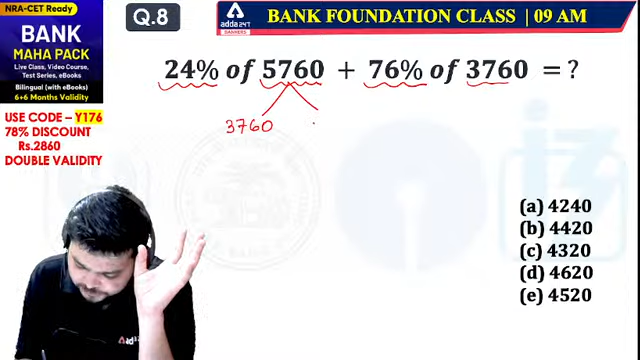 NRA-CET Ready
BANK
MAHA PACK
Live Class, Video Course,
Test Series, eBooks
Bilingual (with eBooks)
6+6 Months Validity
USE CODE – Y176
78% DISCOUNT
Rs.2860
DOUBLE VALIDITY
Q.8
adda247
BANKERS
BANK FOUNDATION CLASS | 09 AM
24% of 5760 + 76% of 3760 = ?
3760
(a) 4240
(b) 4420
(c) 4320
(d) 4620
(e) 4520